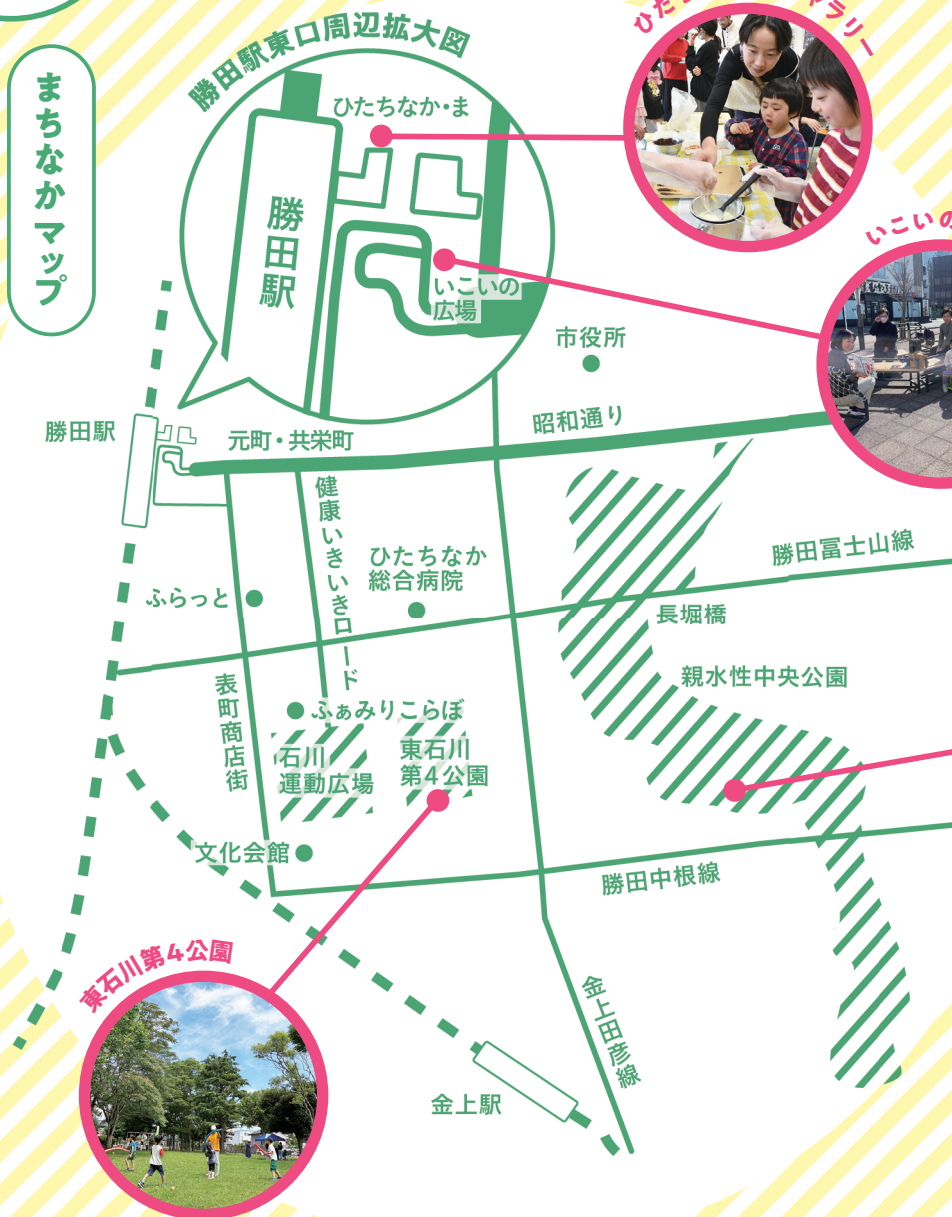 まちなかマップ
勝田駅東口周辺拡大図
ひたちなか・ま
勝田駅
いこいの
広場
いこいの
市役所
勝田駅
元町・共栄町
昭和通り
健康いきいきロード
ひたちなか
総合病院
勝田冨士山線
ふらっと
長堀橋
親水性中央公園
表町商店街
ふぁみりこらぼ
石川
運動広場
東石川
第4公園
文化会館
勝田中根線
東石川第4公園
金上田彦線
金上駅